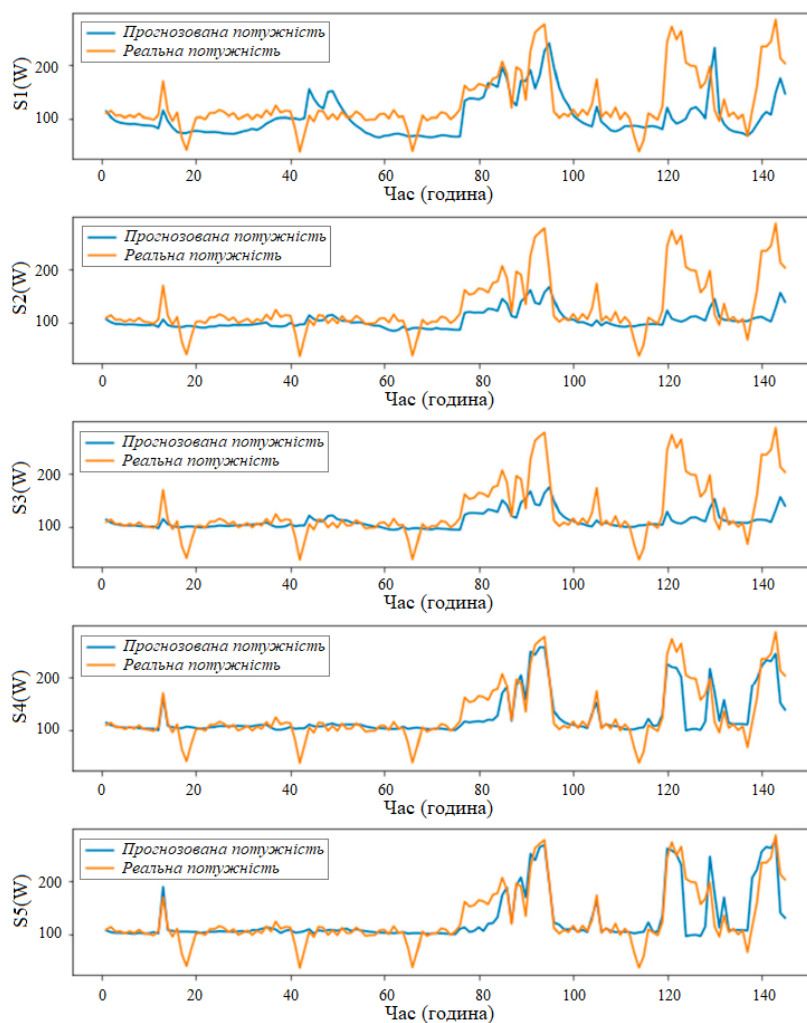 Прогнозована потужність
Реальна потужність
S1(W)
200
100
0 20 40 60 80 100 120 140
Час (година)
Прогнозована потужність
Реальна потужність
S2(W)
200
100
0 20 40 60 80 100 120 140
Час (година)
Прогнозована потужність
Реальна потужність
S3(W)
200
100
0 20 40 60 80 100 120 140
Час (година)
Прогнозована потужність
Реальна потужність
S4(W)
200
100
0 20 40 60 80 100 120 140
Час (година)
Прогнозована потужність
Реальна потужність
S5(W)
200
100
0 20 40 60 80 100 120 140
Час (година)